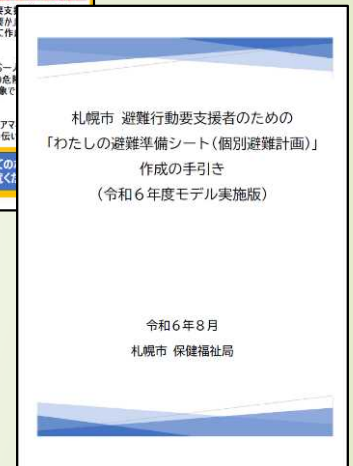 札幌市 避難行動要支援者のための
「わたしの避難準備シート(個別避難計画)」
作成の手引き
(令和6年度モデル実施版)
令和6年8月
札幌市 保健福祉局